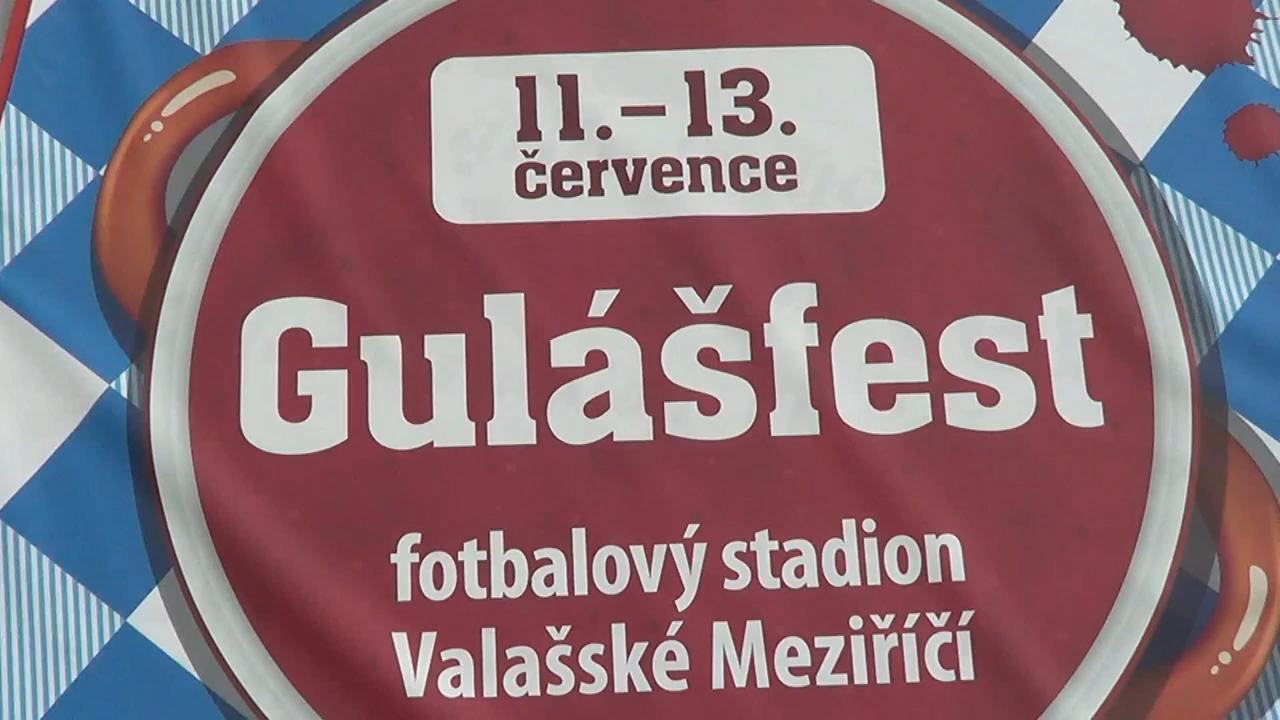 11. – 13.
července
Gulášfest
fotbalový stadion
Valašské Meziříčí